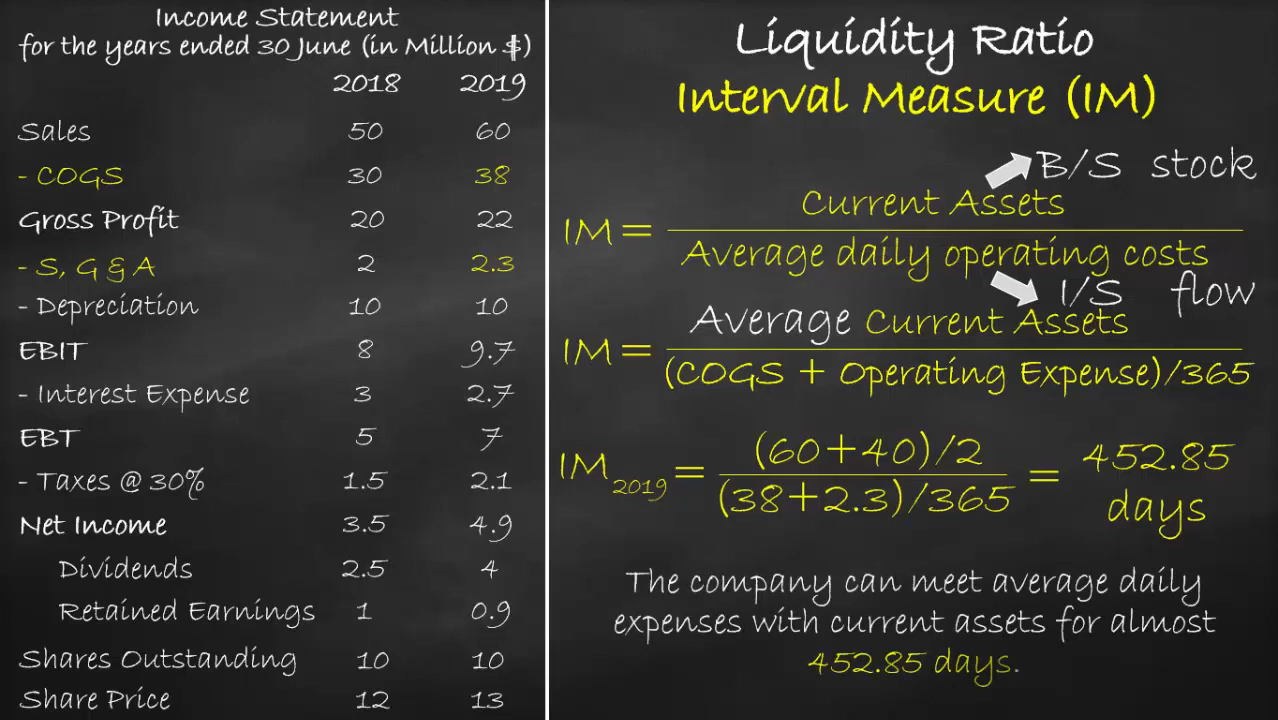 Income Statement
for the years ended 30 June (in Million $)
2018 2019
Sales 50 60
- COGS 30 38
Gross Profit 20 22
- S, G & A 2 2.3
- Depreciation 10 10
EBIT 8 9.7
- Interest Expense 3 2.7
EBT 5 7
- Taxes @ 30% 1.5 2.1
Net Income 3.5 4.9
Dividends 2.5 4
Retained Earnings 1 0.9
Shares Outstanding 10 10
Share Price 12 13
Liquidity Ratio
Interval Measure (IM)
B/S stock
Current Assets
IM =
Average daily operating costs
I/S flow
Average Current Assets
IM =
(COGS + Operating Expense)/365
(60+40)/2
IM 2019 = = 452.85
(38+2.3)/365
days
The company can meet average daily
expenses with current assets for almost
452.85 days.